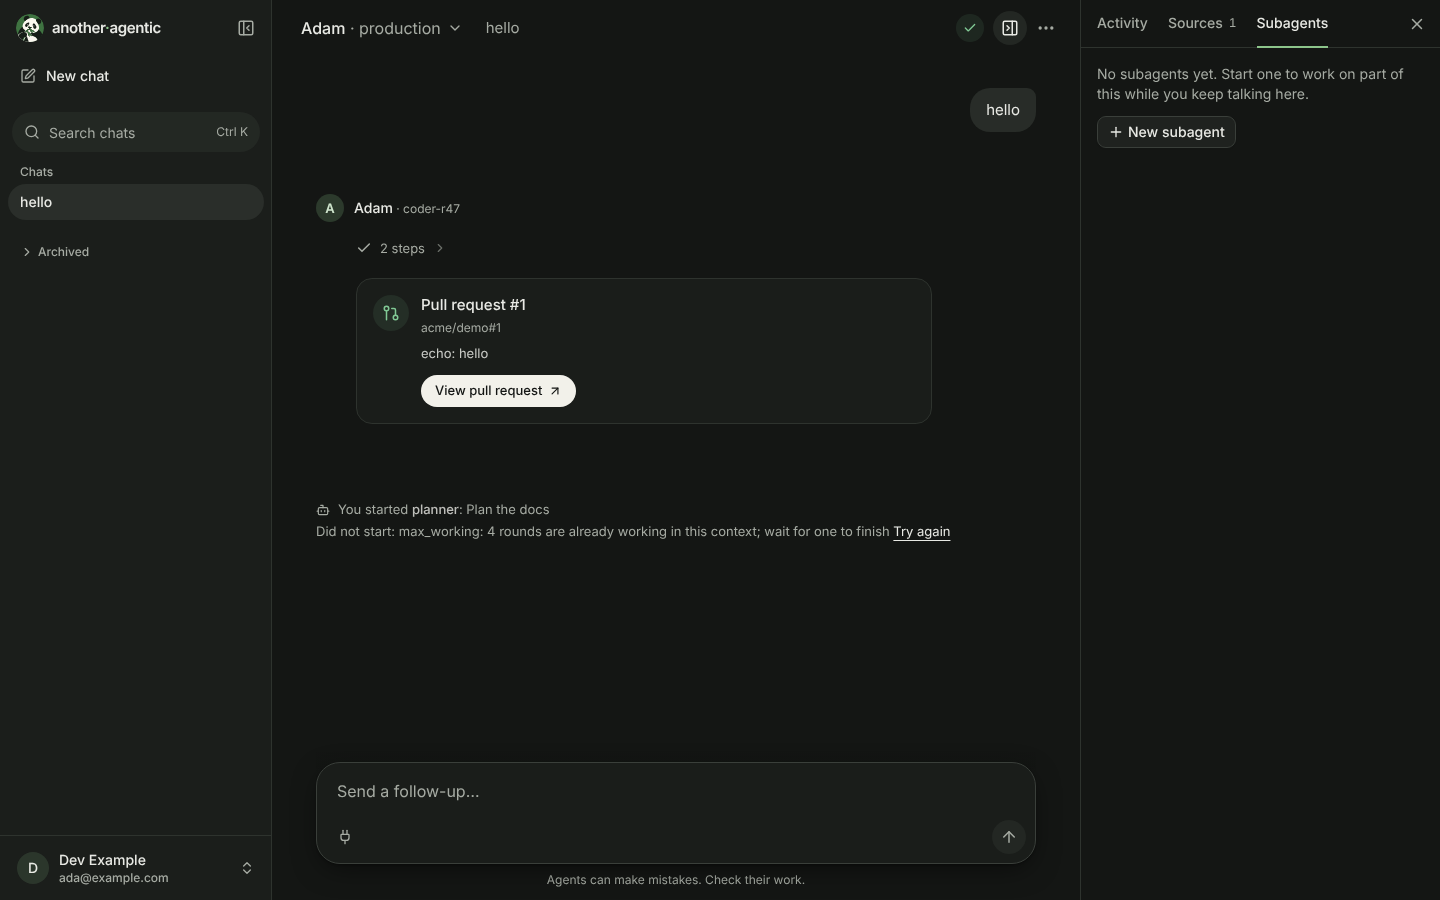 another·agentic
New chat
Search chats Ctrl K
Chats
hello
Archived
D
Dev Example
ada@example.com
Adam · production hello
hello
A Adam · coder-r47
2 steps
Pull request #1
acme/demo#1
echo: hello
View pull request
You started planner: Plan the docs
Did not start: max_working: 4 rounds are already working in this context; wait for one to finish Try again
Send a follow-up...
Agents can make mistakes. Check their work.
Activity Sources 1 Subagents
No subagents yet. Start one to work on part of
this while you keep talking here.
New subagent